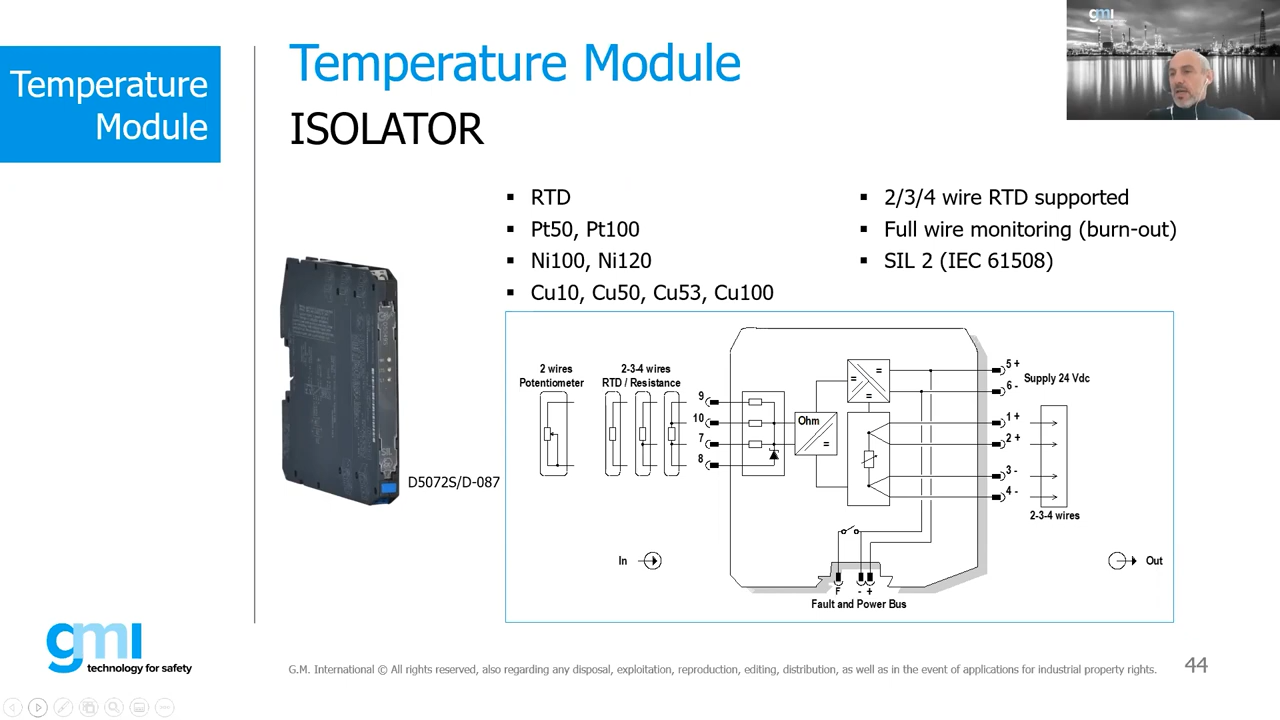 gmi
Temperature
Module
Temperature Module
ISOLATOR
RTD
Pt50, Pt100
Ni100, Ni120
Cu10, Cu50, Cu53, Cu100
2/3/4 wire RTD supported
Full wire monitoring (burn-out)
SIL 2 (IEC 61508)
D5072S/D-087
2 wires
Potentiometer
2-3-4 wires
RTD / Resistance
9
10
7
8
Ohm
=
=
=
=
5 +
6 -
Supply 24 Vdc
1 +
2 +
3 -
4 -
2-3-4 wires
In
Out
F - +
Fault and Power Bus
gmi
technology for safety
G.M. International © All rights reserved, also regarding any disposal, exploitation, reproduction, editing, distribution, as well as in the event of applications for industrial property rights.
44